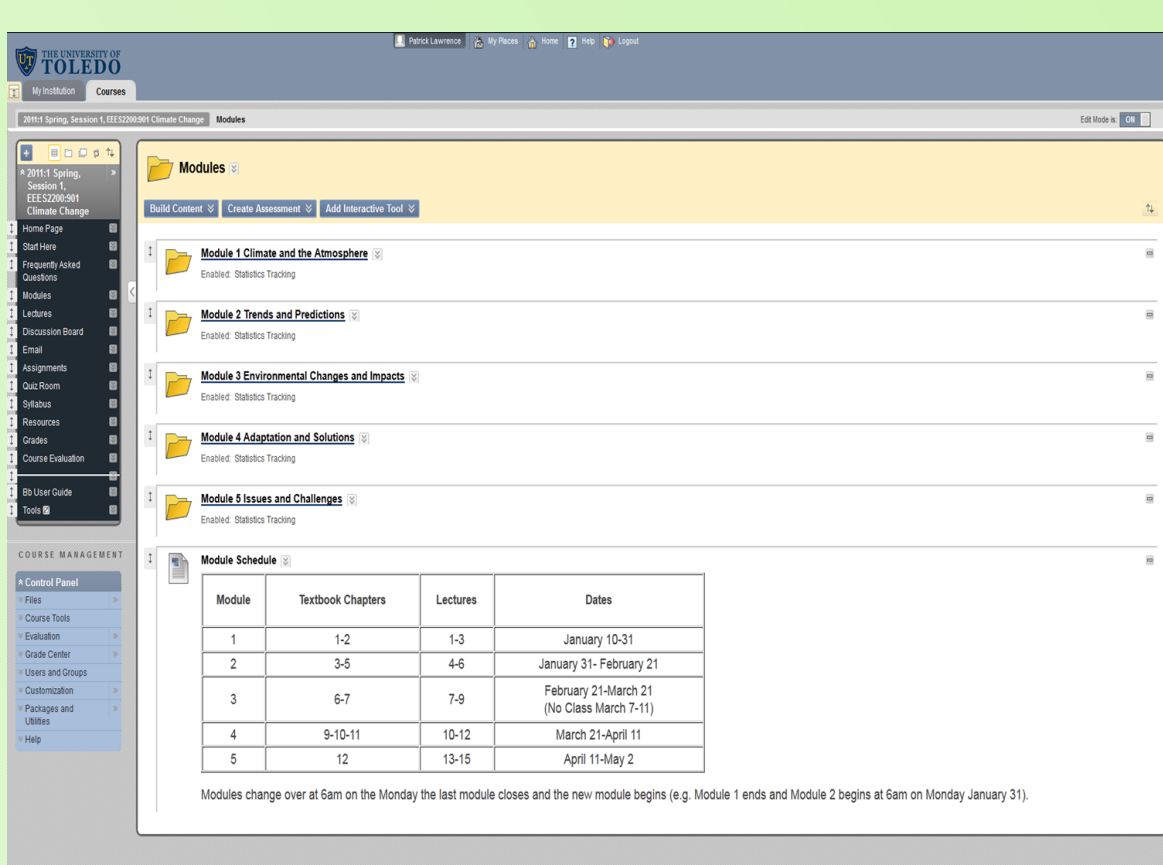 THE UNIVERSITY OF
TOLEDO
Patrick Lawrence My Places Home Help Logout
My Institution Courses
2011:1 Spring, Session 1, EEES2200:901 Climate Change Modules
Edit Mode is: ON
2011:1 Spring,
Session 1,
EEES2200:901
Climate Change
Home Page
Start Here
Frequently Asked
Questions
Modules
Lectures
Discussion Board
Email
Assignments
Quiz Room
Syllabus
Resources
Grades
Course Evaluation
Bb User Guide
Tools
COURSE MANAGEMENT
Control Panel
Files
Course Tools
Evaluation
Grade Center
Users and Groups
Customization
Packages and
Utilities
Help
Modules
Build Content Create Assessment Add Interactive Tool
Module 1 Climate and the Atmosphere
Enabled: Statistics Tracking
Module 2 Trends and Predictions
Enabled: Statistics Tracking
Module 3 Environmental Changes and Impacts
Enabled: Statistics Tracking
Module 4 Adaptation and Solutions
Enabled: Statistics Tracking
Module 5 Issues and Challenges
Enabled: Statistics Tracking
Module Schedule
Module Textbook Chapters Lectures Dates
1 1-2 1-3 January 10-31
2 3-5 4-6 January 31- February 21
3 6-7 7-9 February 21-March 21
(No Class March 7-11)
4 9-10-11 10-12 March 21-April 11
5 12 13-15 April 11-May 2
Modules change over at 6am on the Monday the last module closes and the new module begins (e.g. Module 1 ends and Module 2 begins at 6am on Monday January 31).